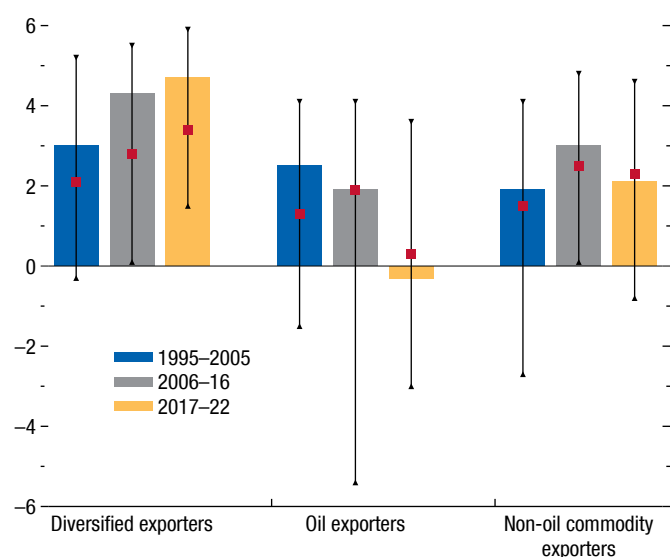 6
4
2
0
–2
–4
–6
1995–2005
2006–16
2017–22
Diversified exporters
Oil exporters
Non-oil commodity
exporters